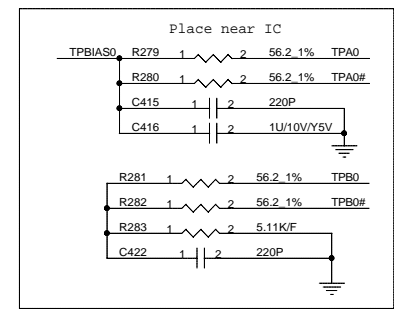 Place near IC
TPBIAS0 R279 1 2 56.2_1% TPA0
R280 1 2 56.2_1% TPA0#
C415 1 2 220P
C416 1 2 1U/10V/Y5V
R281 1 2 56.2_1% TPB0
R282 1 2 56.2_1% TPB0#
R283 1 2 5.11K/F
C422 1 2 220P